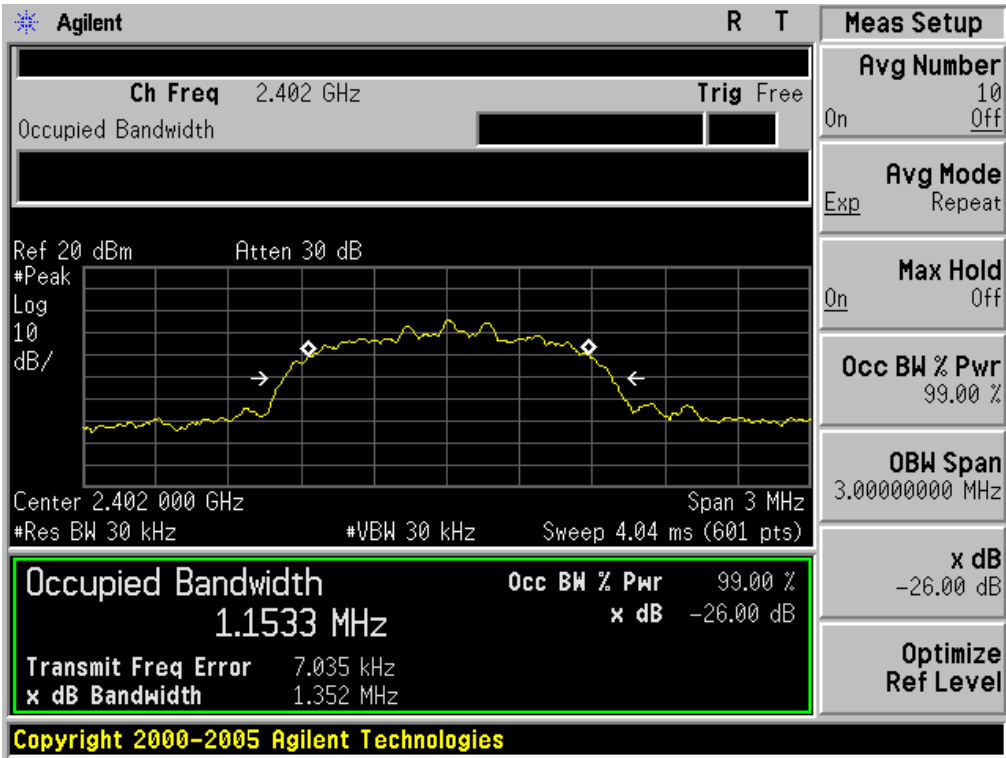 Agilent R T
Ch Freq 2.402 GHz Trig Free
Occupied Bandwidth
Ref 20 dBm Atten 30 dB
#Peak
Log
10
dB/
Center 2.402 000 GHz Span 3 MHz
#Res BW 30 kHz #VBW 30 kHz Sweep 4.04 ms (601 pts)
Occupied Bandwidth Occ BW % Pwr 99.00 %
1.1533 MHz x dB -26.00 dB
Transmit Freq Error 7.035 kHz
x dB Bandwidth 1.352 MHz
Copyright 2000-2005 Agilent Technologies
Meas Setup
Avg Number
10
On Off
Avg Mode
Exp Repeat
Max Hold
On Off
Occ BW % Pwr
99.00 %
OBW Span
3.00000000 MHz
x dB
-26.00 dB
Optimize
Ref Level